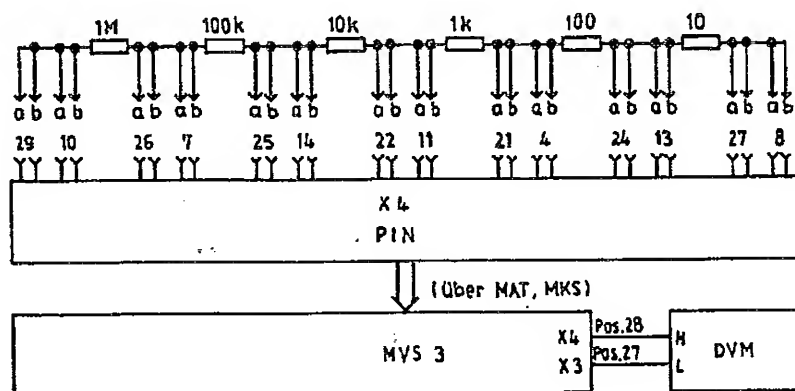 1M 100k 10k 1k 100 10
a b a b a b a b a b a b a b a b a b a b a b a b a b a b
29 10 26 7 25 14 22 11 21 4 24 13 27 8
X4
PIN
(über MAT, MKS)
MVS 3
X4 Pos.28 H
X3 Pos.27 L
DVM